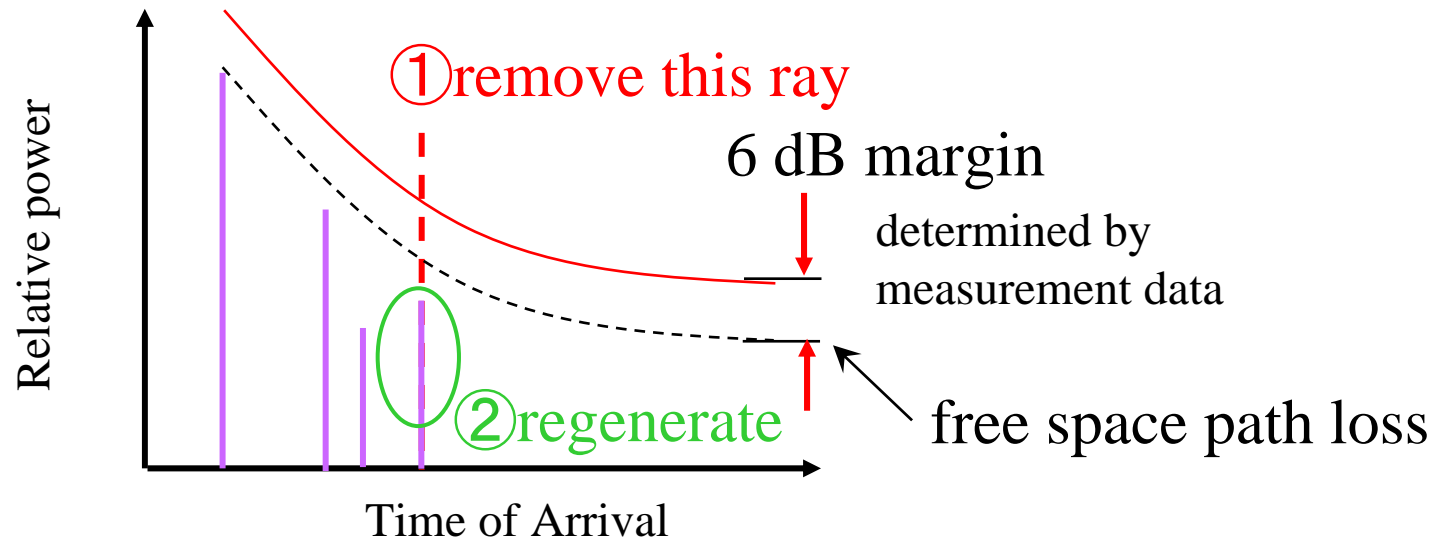 ①remove this ray
6 dB margin
determined by
measurement data
Relative power
②regenerate
free space path loss
Time of Arrival